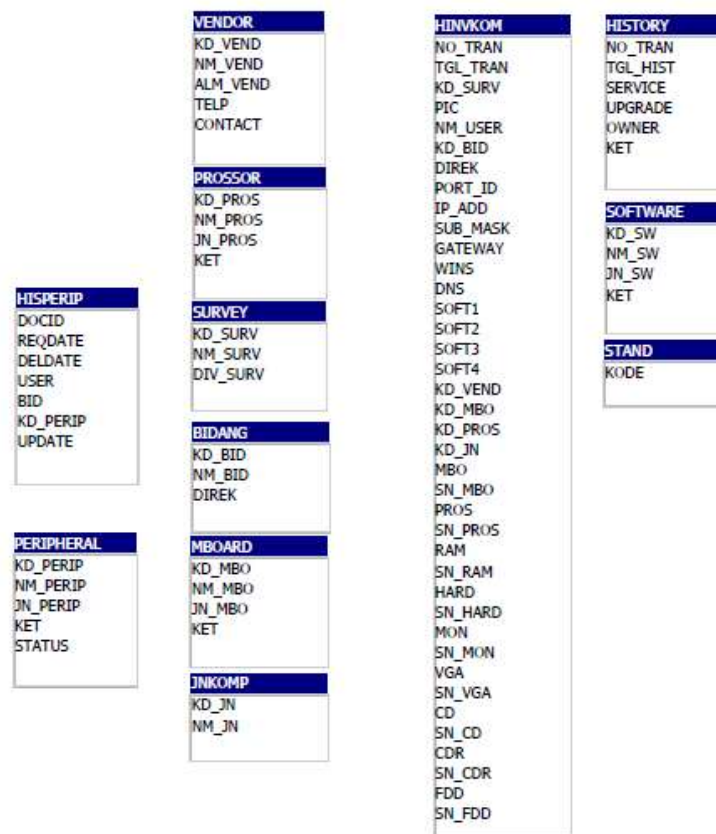 VENDOR
KD_VEND
NM_VEND
ALM_VEND
TELP
CONTACT
PROSSOR
KD_PROS
NM_PROS
JN_PROS
KET
SURVEY
KD_SURV
NM_SURV
DIV_SURV
BIDANG
KD_BID
NM_BID
DIREK
MBOARD
KD_MBO
NM_MBO
JN_MBO
KET
JNKOMP
KD_JN
NM_JN
HISPERIP
DOCID
REQDATE
DELDATE
USER
BID
KD_PERIP
UPDATE
PERIPHERAL
KD_PERIP
NM_PERIP
JN_PERIP
KET
STATUS
HINVKOM
NO_TRAN
TGL_TRAN
KD_SURV
PIC
NM_USER
KD_BID
DIREK
PORT_ID
IP_ADD
SUB_MASK
GATEWAY
WINS
DNS
SOFT1
SOFT2
SOFT3
SOFT4
KD_VEND
KD_MBO
KD_PROS
KD_JN
MBO
SN_MBO
PROS
SN_PROS
RAM
SN_RAM
HARD
SN_HARD
MON
SN_MON
VGA
SN_VGA
CD
SN_CD
CDR
SN_CDR
FDD
SN_FDD
HISTORY
NO_TRAN
TGL_HIST
SERVICE
UPGRADE
OWNER
KET
SOFTWARE
KD_SW
NM_SW
JN_SW
KET
STAND
KODE